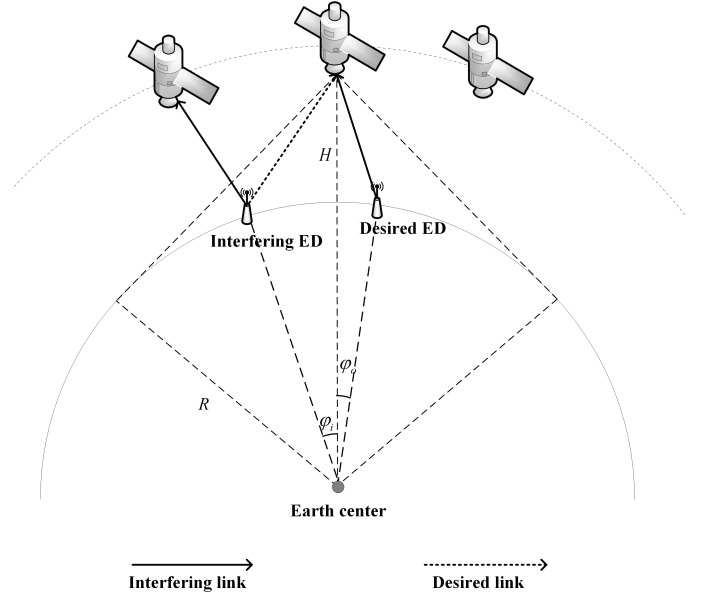 H
Interfering ED
Desired ED
φo
R
φi
Earth center
Interfering link
Desired link